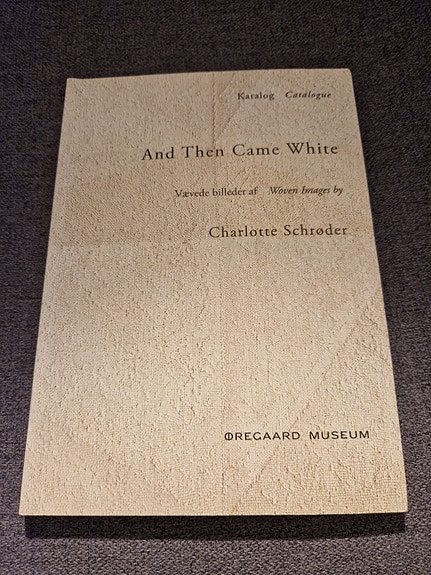 Katalog Catalogue
And Then Came White
Vævede billeder af Woven Images by
Charlotte Schrøder
ØREGAARD MUSEUM